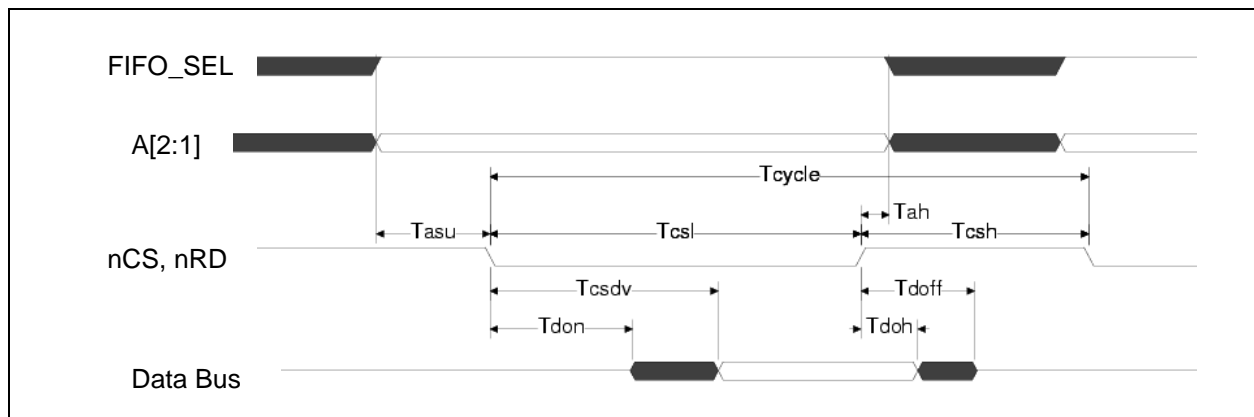 FIFO_SEL
A[2:1]
Tcycle
Tah
Tasu
Tcsl
Tcsh
nCS, nRD
Tcsdv
Tdoff
Tdon
Tdoh
Data Bus